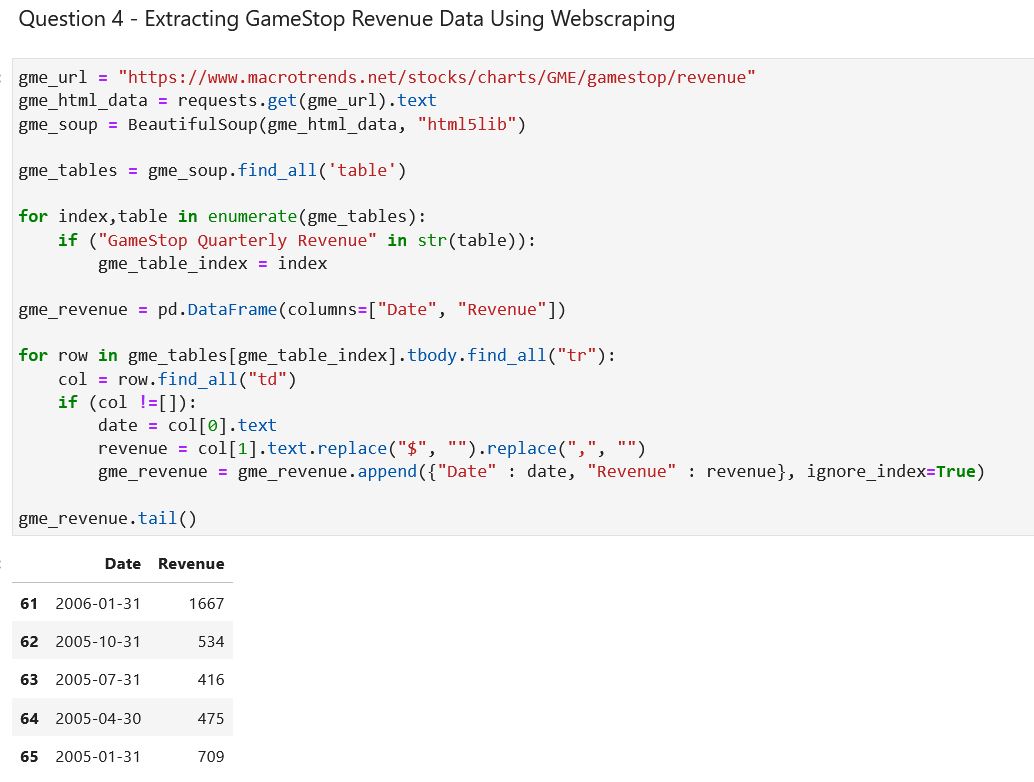 Question 4 - Extracting GameStop Revenue Data Using Webscraping
gme_url = "https://www.macrotrends.net/stocks/charts/GME/gamestop/revenue"
gme_html_data = requests.get(gme_url).text
gme_soup = BeautifulSoup(gme_html_data, "html5lib")
gme_tables = gme_soup.find_all('table')
for index,table in enumerate(gme_tables):
    if ("GameStop Quarterly Revenue" in str(table)):
        gme_table_index = index
gme_revenue = pd.DataFrame(columns=["Date", "Revenue"])
for row in gme_tables[gme_table_index].tbody.find_all("tr"):
    col = row.find_all("td")
    if (col !=[]):
        date = col[0].text
        revenue = col[1].text.replace("$", "").replace(",", "")
        gme_revenue = gme_revenue.append({"Date" : date, "Revenue" : revenue}, ignore_index=True)
gme_revenue.tail()
Date Revenue
61 2006-01-31 1667
62 2005-10-31 534
63 2005-07-31 416
64 2005-04-30 475
65 2005-01-31 709